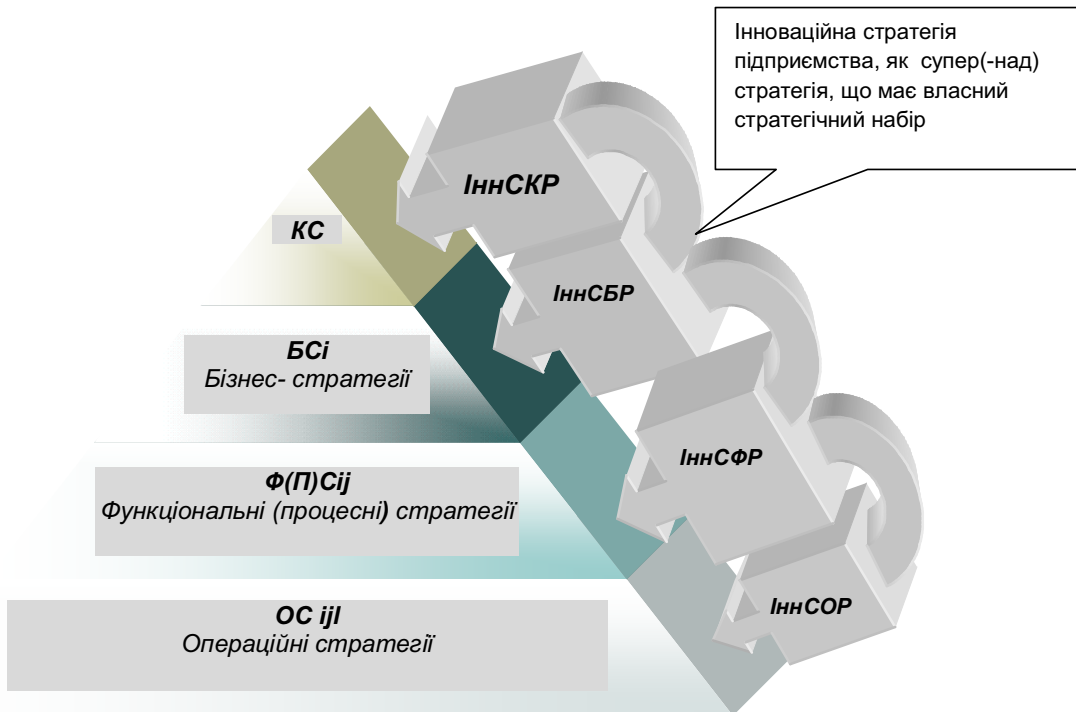 Інноваційна стратегія
підприємства, як супер(-над)
стратегія, що має власний
стратегічний набір
ІннСКР
КС
ІннСБР
БСі
Бізнес- стратегії
ІннСФР
Ф(П)Сij
Функціональні (процесні) стратегії
ІннСОР
ОС ijl
Операційні стратегії